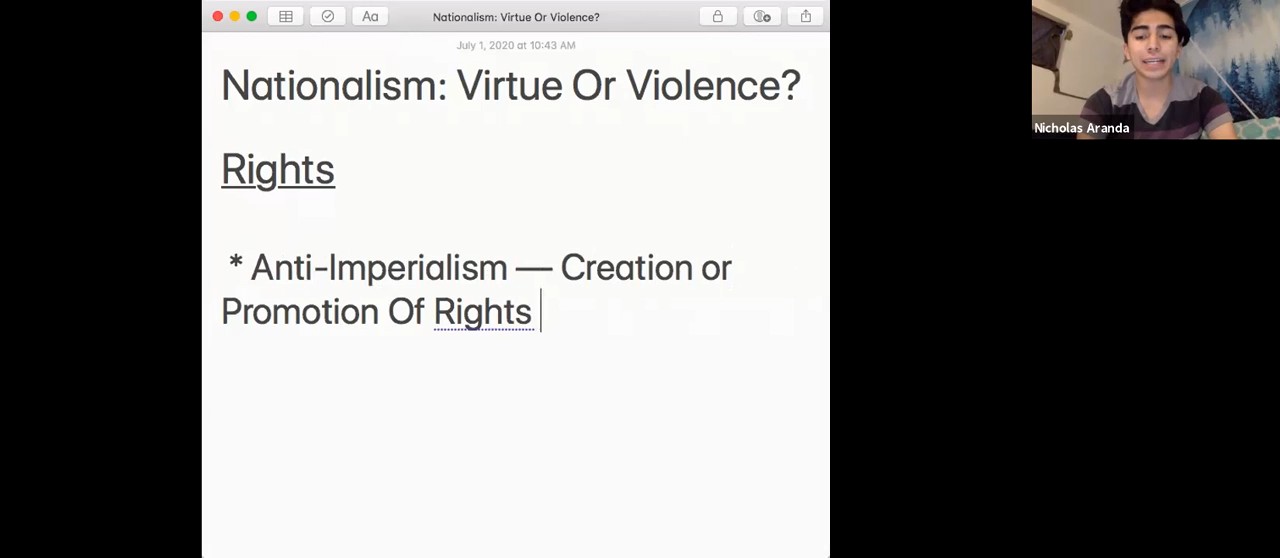 Aa
Nationalism: Virtue Or Violence?
July 1, 2020 at 10:43 AM
Nationalism: Virtue Or Violence?
Rights
* Anti-Imperialism — Creation or
Promotion Of Rights
Nicholas Aranda